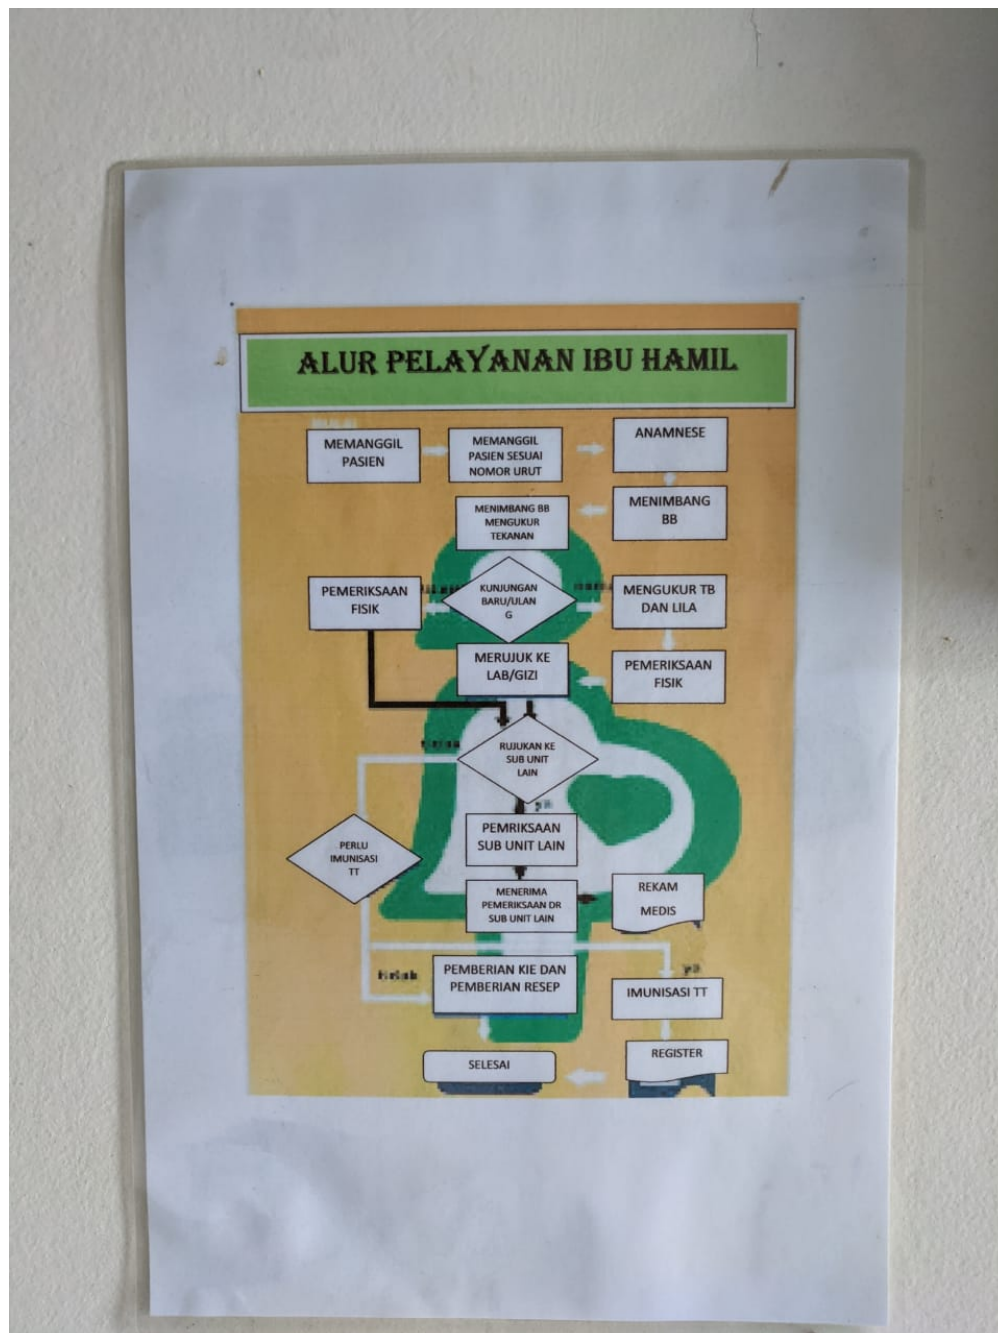 ALUR PELAYANAN IBU HAMIL
MEMANGGIL
PASIEN
MEMANGGIL
PASIEN SESUAI
NOMOR URUT
ANAMNESE
MENIMBANG
BB
MENIMBANG BB
MENGUKUR
TEKANAN
KUNJUNGAN
BARU/ULAN
G
PEMERIKSAAN
FISIK
MENGUKUR TB
DAN LILA
PEMERIKSAAN
FISIK
MERUJUK KE
LAB/GIZI
RUJUKAN KE
SUB UNIT
LAIN
ya
PEMRIKSAAN
SUB UNIT LAIN
PERLU
IMUNISASI
TT
MENERIMA
PEMERIKSAAN DR
SUB UNIT LAIN
REKAM
MEDIS
tidak
PEMBERIAN KIE DAN
PEMBERIAN RESEP
ya
IMUNISASI TT
REGISTER
SELESAI